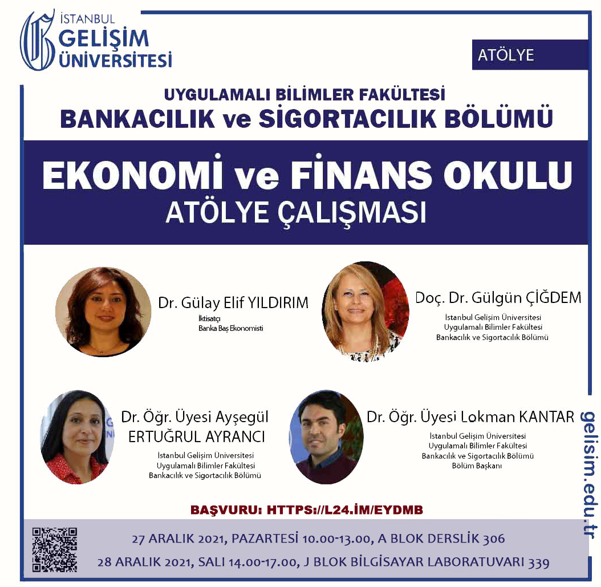 İSTANBUL
GELİŞİM
ÜNİVERSİTESİ
ATÖLYE
UYGULAMALI BİLİMLER FAKÜLTESİ
BANKACILIK ve SİGORTACILIK BÖLÜMÜ
EKONOMİ ve FİNANS OKULU
ATÖLYE ÇALIŞMASI
Dr. Gülay Elif YILDIRIM
İktisatçı
Banka Baş Ekonomisti
Doç. Dr. Gülgün ÇİĞDEM
İstanbul Gelişim Üniversitesi
Uygulamalı Bilimler Fakültesi
Bankacılık ve Sigortacılık Bölümü
Dr. Öğr. Üyesi Ayşegül
ERTUĞRUL AYRANCI
İstanbul Gelişim Üniversitesi
Uygulamalı Bilimler Fakültesi
Bankacılık ve Sigortacılık Bölümü
Dr. Öğr. Üyesi Lokman KANTAR
İstanbul Gelişim Üniversitesi
Uygulamalı Bilimler Fakültesi
Bankacılık ve Sigortacılık Bölümü
Bölüm Başkanı
gelisim.edu.tr
BAŞVURU: HTTPS://L24.İM/EYDMB
27 ARALIK 2021, PAZARTESİ 10.00-13.00, A BLOK DERSLİK 306
28 ARALIK 2021, SALI 14.00-17.00, J BLOK BİLGİSAYAR LABORATUVARI 339